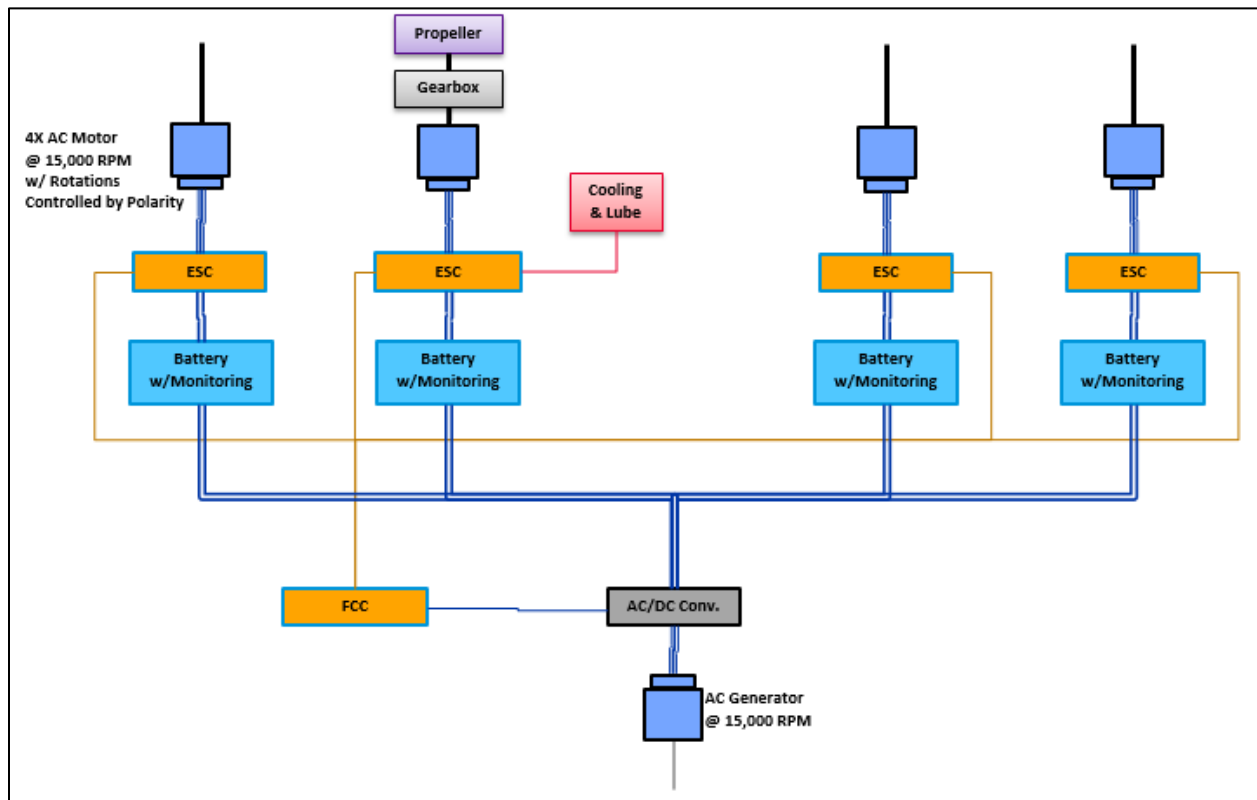 Propeller
Gearbox
4X AC Motor
@ 15,000 RPM
w/ Rotations
Controlled by Polarity
Cooling
& Lube
ESC
ESC
ESC
ESC
Battery
w/Monitoring
Battery
w/Monitoring
Battery
w/Monitoring
Battery
w/Monitoring
FCC
AC/DC Conv.
AC Generator
@ 15,000 RPM